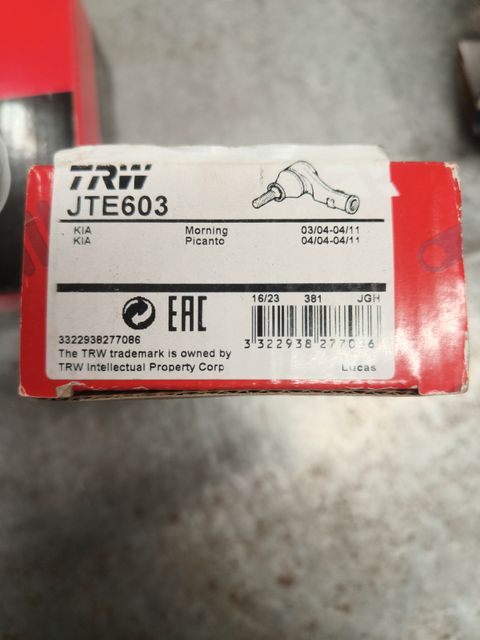 TRW
JTE603
KIA Morning 03/04-04/11
KIA Picanto 04/04-04/11
EAC
16/23 381 JGH
3322938277086
3 322938 277086
The TRW trademark is owned by
TRW Intellectual Property Corp
Lucas